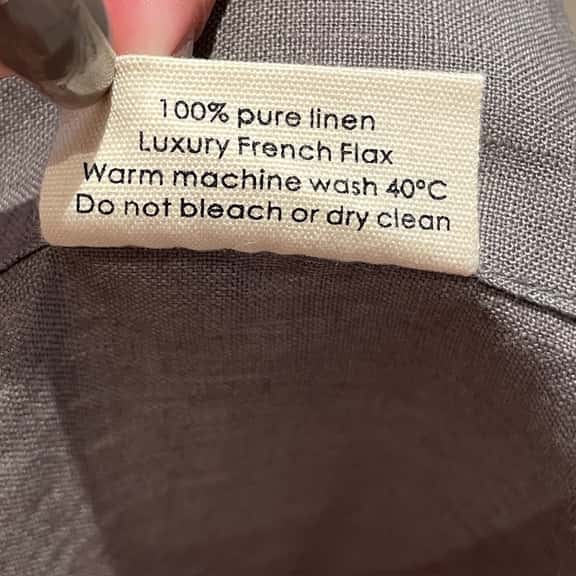 100% pure linen
Luxury French Flax
Warm machine wash 40°C
Do not bleach or dry clean